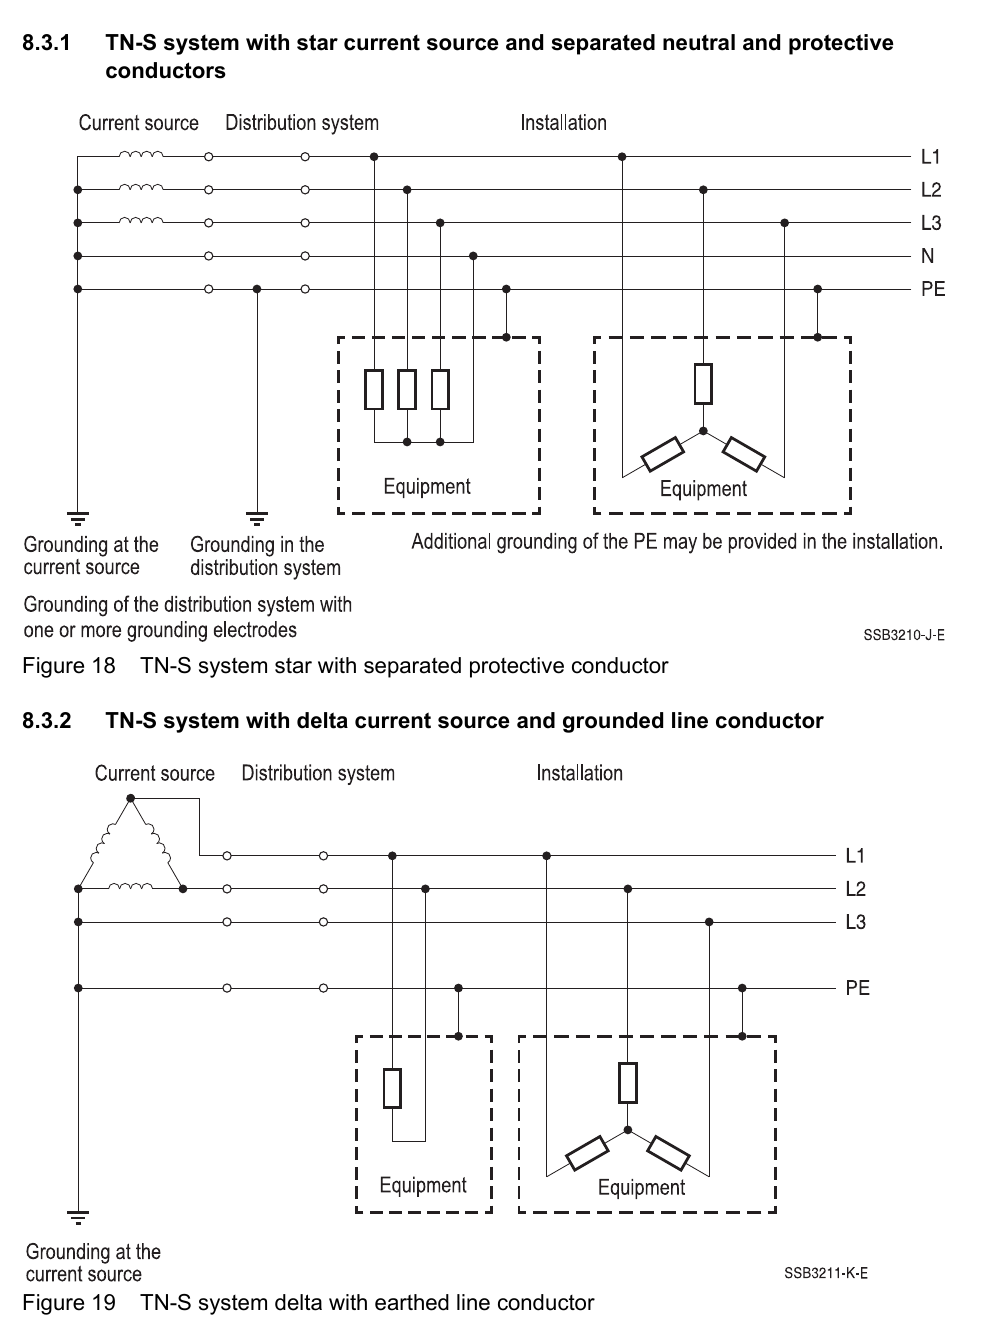 8.3.1 TN-S system with star current source and separated neutral and protective
conductors
Current source Distribution system Installation
L1
L2
L3
N
PE
Equipment
Equipment
Grounding at the
current source
Grounding in the
distribution system
Additional grounding of the PE may be provided in the installation.
Grounding of the distribution system with
one or more grounding electrodes
SSB3210-J-E
Figure 18 TN-S system star with separated protective conductor
8.3.2 TN-S system with delta current source and grounded line conductor
Current source Distribution system Installation
L1
L2
L3
PE
Equipment
Equipment
Grounding at the
current source
SSB3211-K-E
Figure 19 TN-S system delta with earthed line conductor